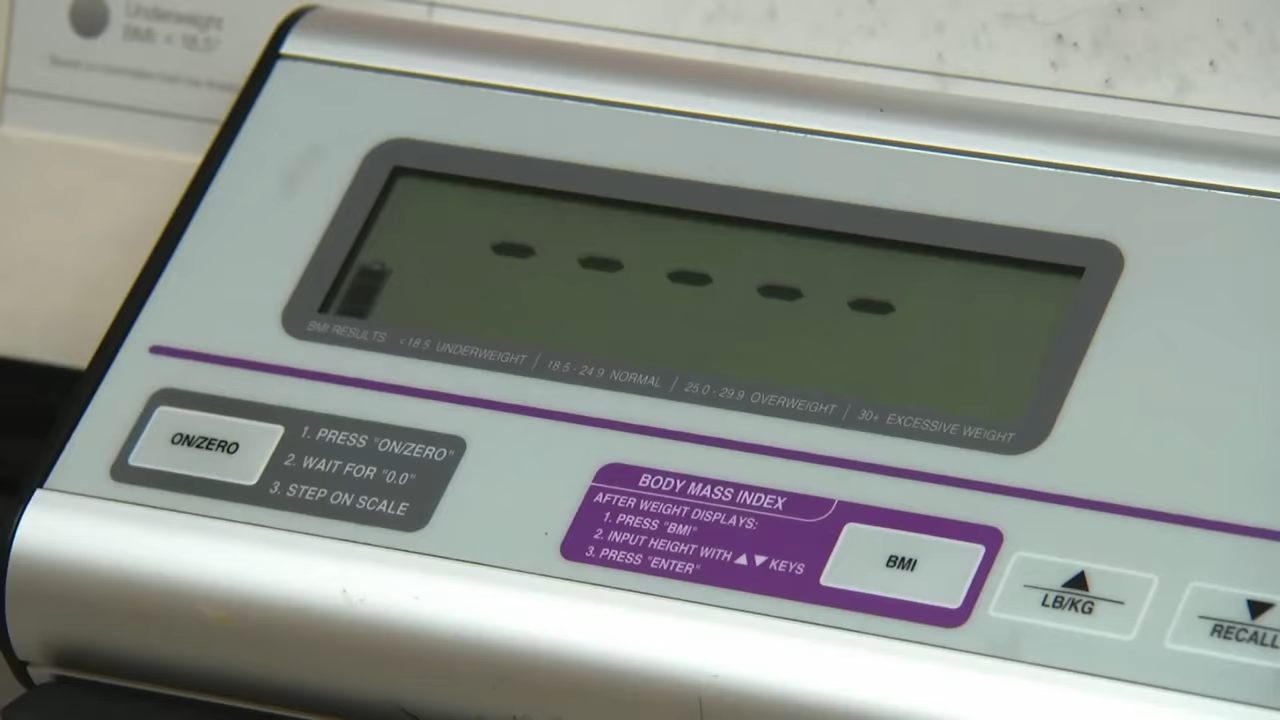 Underweight
BMI: < 18.5*
- - - - -
BMI RESULTS <18.5 UNDERWEIGHT | 18.5 - 24.9 NORMAL | 25.0 - 29.9 OVERWEIGHT | 30+ EXCESSIVE WEIGHT
ON/ZERO
1. PRESS "ON/ZERO"
2. WAIT FOR "0.0"
3. STEP ON SCALE
BODY MASS INDEX
AFTER WEIGHT DISPLAYS:
1. PRESS "BMI"
2. INPUT HEIGHT WITH ▲▼ KEYS
3. PRESS "ENTER"
BMI
▲
LB/KG
▼
RECALL